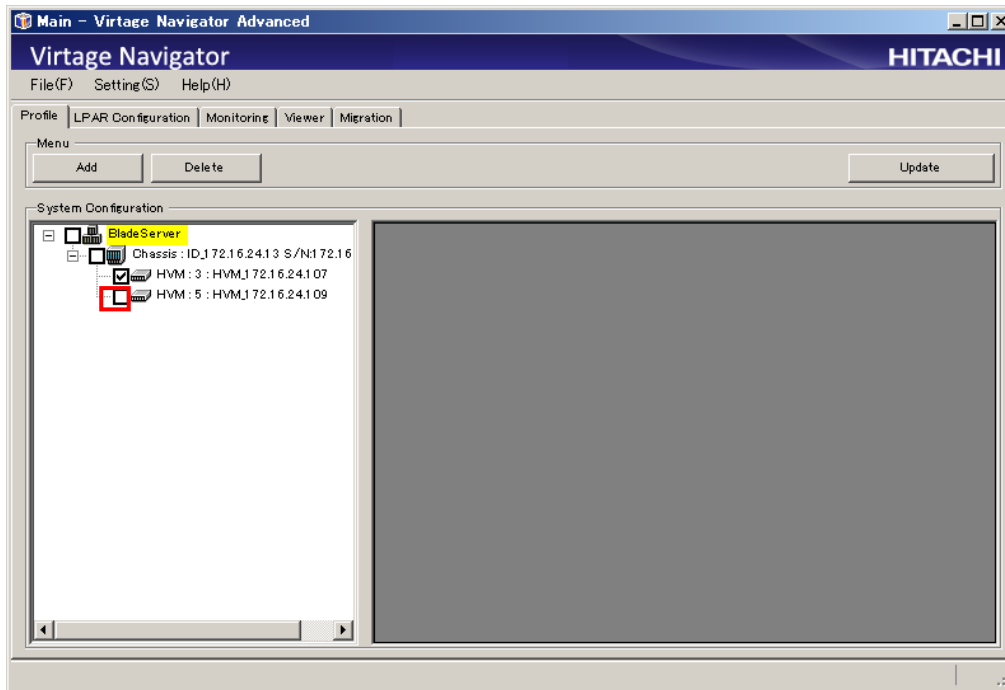 Main - Virtage Navigator Advanced
Virtage Navigator
HITACHI
File(F) Setting(S) Help(H)
Profile LPAR Configuration Monitoring Viewer Migration
Menu
Add Delete Update
System Configuration
BladeServer
Chassis : ID_172.16.24.13 S/N:172.16
HVM : 3 : HVM_172.16.24.107
HVM : 5 : HVM_172.16.24.109